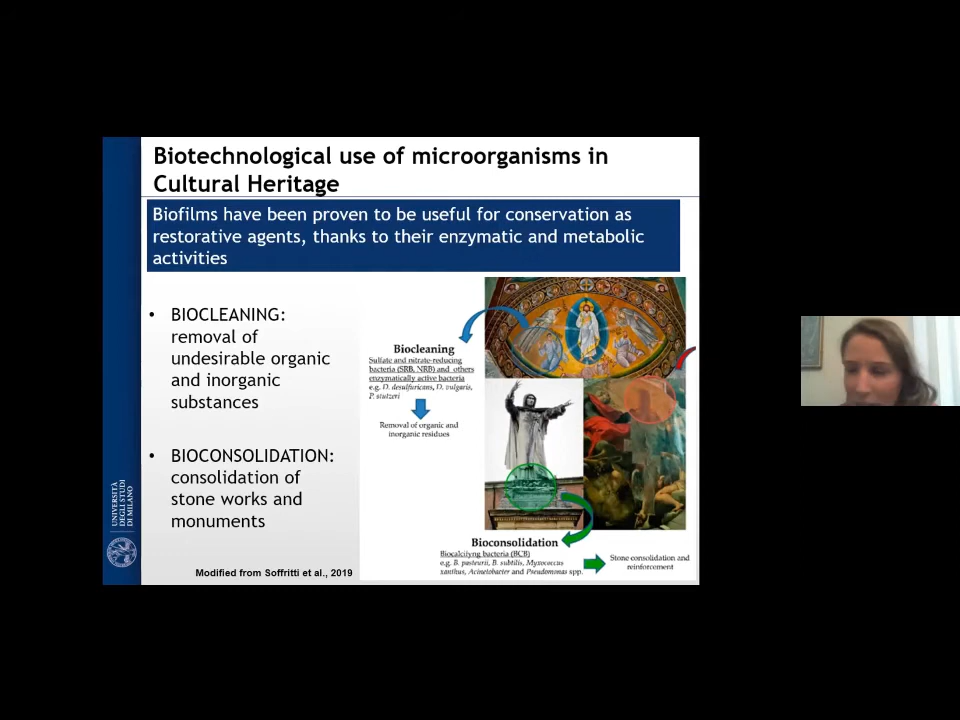 Biotechnological use of microorganisms in
Cultural Heritage
Biofilms have been proven to be useful for conservation as
restorative agents, thanks to their enzymatic and metabolic
activities
• BIOCLEANING:
removal of
undesirable organic
and inorganic
substances
• BIOCONSOLIDATION:
consolidation of
stone works and
monuments
Biocleaning
Sulfate and nitrate-reducing
bacteria (SRB, NRB) and others
enzymatically active bacteria
e.g. D. desulfuricans, D. vulgaris,
P. stutzeri
Removal of organic and
inorganic residues
Bioconsolidation
Biocalcifyng bacteria (BCB)
e.g. B. pasteurii, B. subtilis, Myxococcus
xanthus, Acinetobacter and Pseudomonas spp.
Stone consolidation and
reinforcement
Modified from Soffritti et al., 2019
UNIVERSITÀ
DEGLI STUDI
DI MILANO